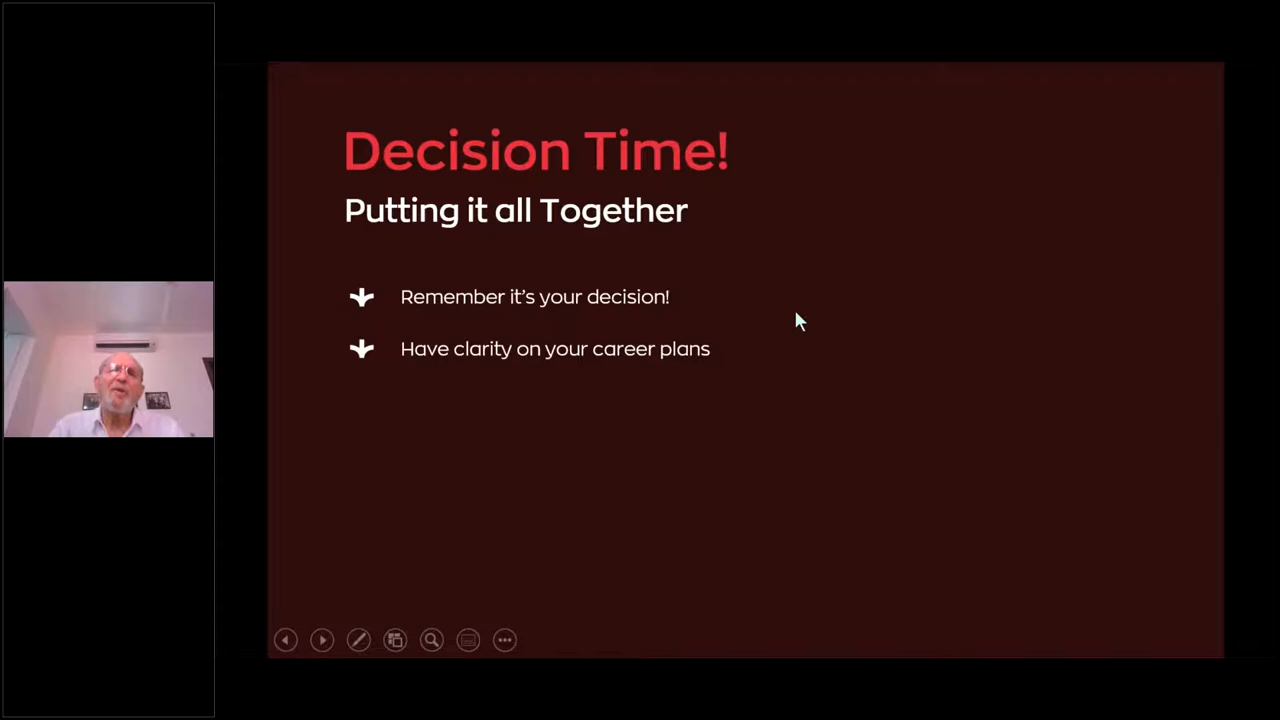 Decision Time!
Putting it all Together
Remember it's your decision!
Have clarity on your career plans